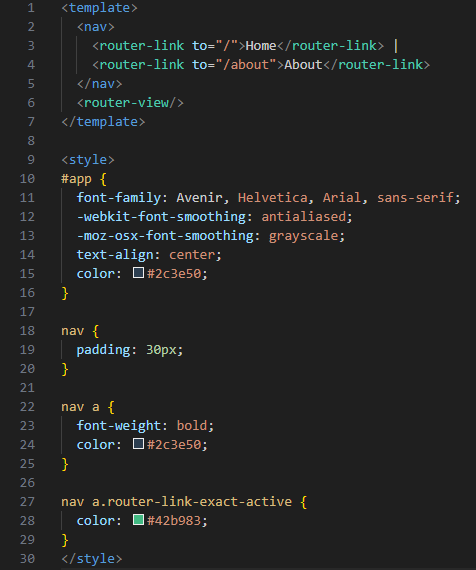 1 <template>
2   <nav>
3     <router-link to="/">Home</router-link> |
4     <router-link to="/about">About</router-link>
5   </nav>
6   <router-view/>
7 </template>
8
9 <style>
10 #app {
11   font-family: Avenir, Helvetica, Arial, sans-serif;
12   -webkit-font-smoothing: antialiased;
13   -moz-osx-font-smoothing: grayscale;
14   text-align: center;
15   color: #2c3e50;
16 }
17
18 nav {
19   padding: 30px;
20 }
21
22 nav a {
23   font-weight: bold;
24   color: #2c3e50;
25 }
26
27 nav a.router-link-exact-active {
28   color: #42b983;
29 }
30 </style>